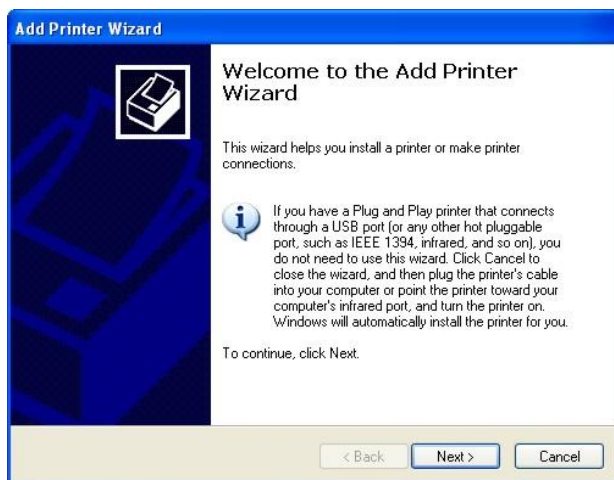 Add Printer Wizard
Welcome to the Add Printer
Wizard
This wizard helps you install a printer or make printer
connections.
If you have a Plug and Play printer that connects
through a USB port (or any other hot pluggable
port, such as IEEE 1394, infrared, and so on), you
do not need to use this wizard. Click Cancel to
close the wizard, and then plug the printer's cable
into your computer or point the printer toward your
computer's infrared port, and turn the printer on.
Windows will automatically install the printer for you.
To continue, click Next.
< Back
Next >
Cancel